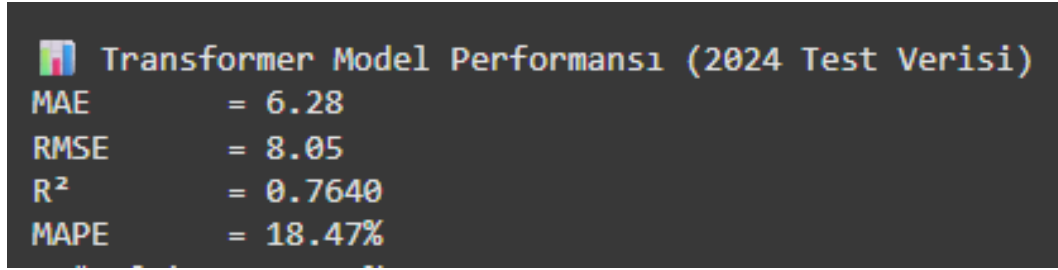 📊 Transformer Model Performansı (2024 Test Verisi)
MAE = 6.28
RMSE = 8.05
R² = 0.7640
MAPE = 18.47%